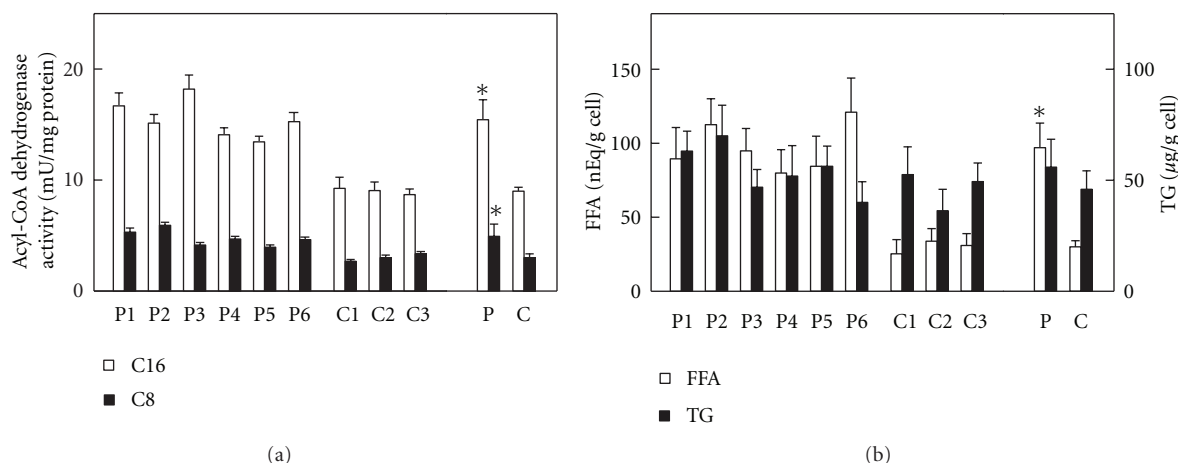 Acyl-CoA dehydrogenase
activity (mU/mg protein)
20
10
0
*
*
P1 P2 P3 P4 P5 P6 C1 C2 C3 P C
C16
C8
(a)
FFA (nEq/g cell)
150
100
50
0
*
100
50
0
TG (μg/g cell)
P1 P2 P3 P4 P5 P6 C1 C2 C3 P C
FFA
TG
(b)